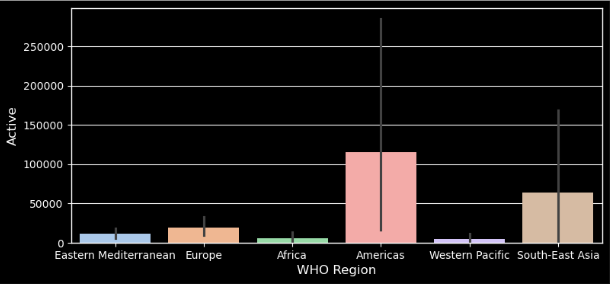 250000
200000
150000
100000
50000
0
Active
Eastern Mediterranean Europe Africa Americas Western Pacific South-East Asia
WHO Region